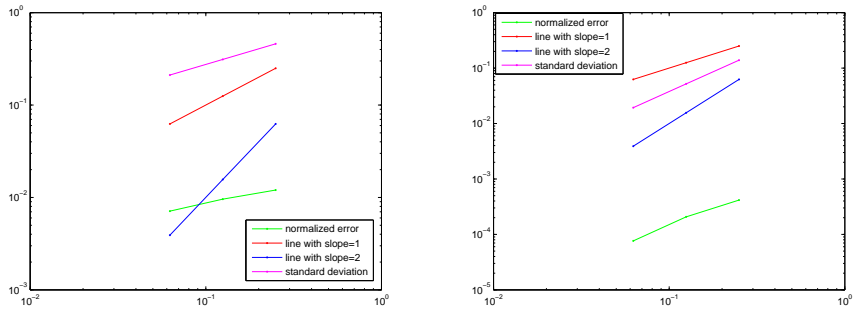 10^0
10^-1
10^-2
10^-3
10^-2
10^-1
10^0
normalized error
line with slope=1
line with slope=2
standard deviation
10^0
10^-1
10^-2
10^-3
10^-4
10^-5
10^-2
10^-1
10^0
normalized error
line with slope=1
line with slope=2
standard deviation